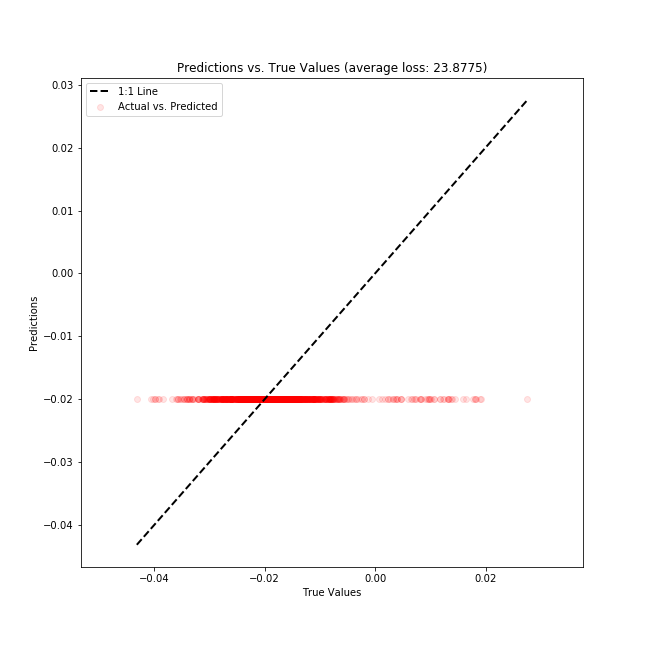 Predictions vs. True Values (average loss: 23.8775)
1:1 Line
Actual vs. Predicted
0.03
0.02
0.01
0.00
−0.01
−0.02
−0.03
−0.04
Predictions
−0.04
−0.02
0.00
0.02
True Values